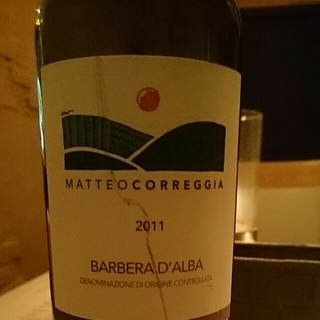 MATTEOCORREGGIA
2011
BARBERA D'ALBA
DENOMINAZIONE DI ORIGINE CONTROLLATA